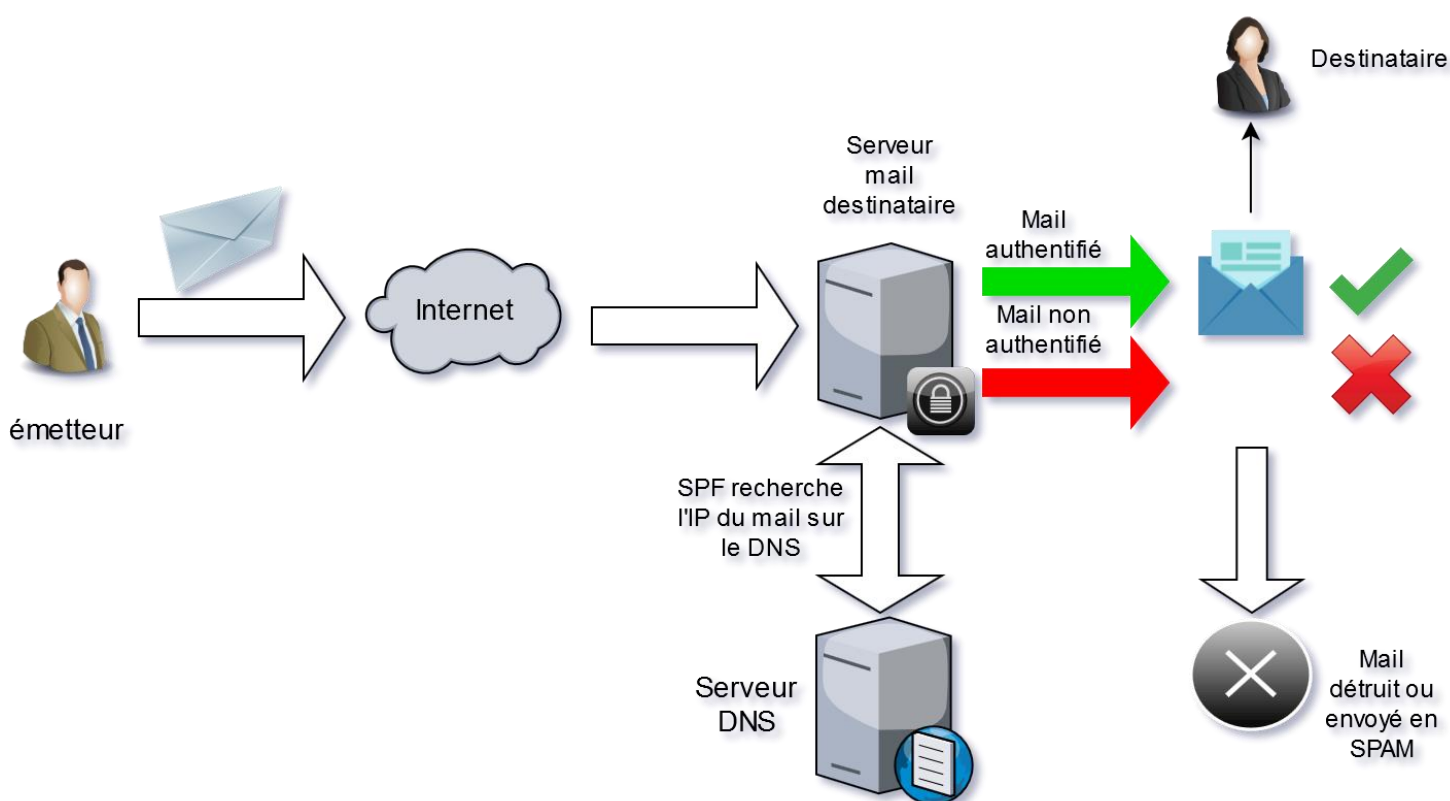 Destinataire
Serveur
mail
destinataire
Mail
authentifié
Internet
Mail non
authentifié
émetteur
SPF recherche
l'IP du mail sur
le DNS
Serveur
DNS
Mail
détruit ou
envoyé en
SPAM